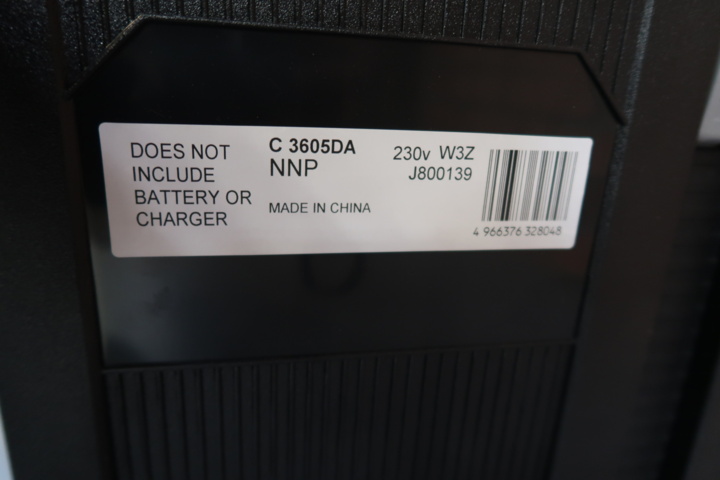 DOES NOT
INCLUDE
BATTERY OR
CHARGER
C 3605DA
NNP
MADE IN CHINA
230v W3Z
J800139
4 966376 328048